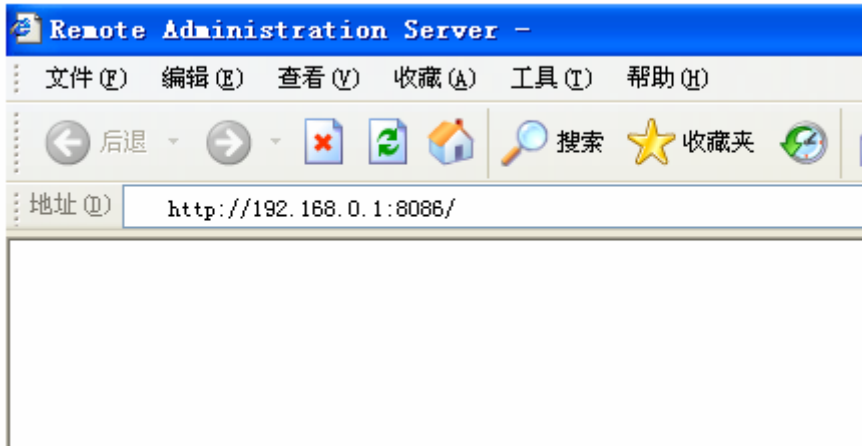 Remote Administration Server -
文件(F) 编辑(E) 查看(V) 收藏(A) 工具(T) 帮助(H)
后退 搜索 收藏夹
地址(D) http://192.168.0.1:8086/